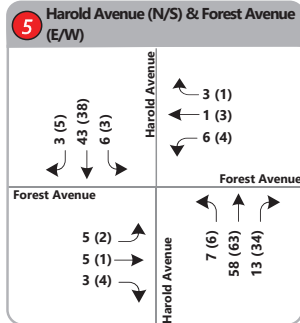 5
Harold Avenue (N/S) & Forest Avenue
(E/W)
3 (5)
43 (38)
6 (3)
Harold Avenue
3 (1)
1 (3)
6 (4)
Forest Avenue
Forest Avenue
5 (2)
5 (1)
3 (4)
Harold Avenue
7 (6)
58 (63)
13 (34)